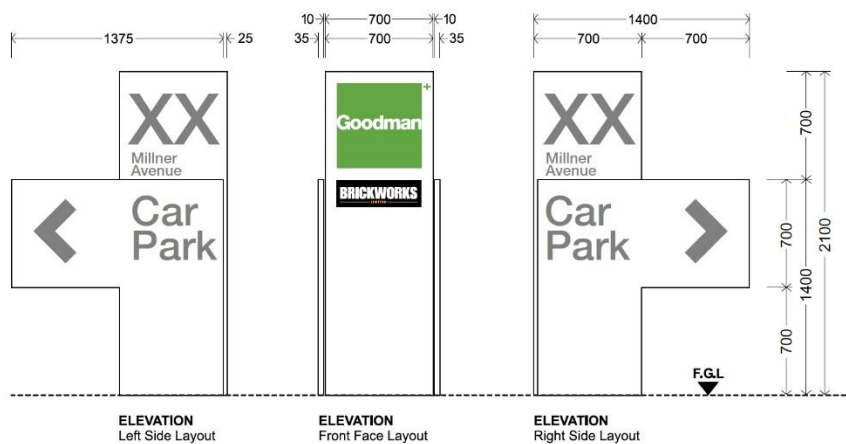 10 700 10 1400
1375 25 35 700 35 700 700
XX
Millner
Avenue
Car
Park
ELEVATION
Left Side Layout
Goodman+
BRICKWORKS
ELEVATION
Front Face Layout
XX
Millner
Avenue
Car
Park
ELEVATION
Right Side Layout
F.G.L
700
700
700
1400
2100